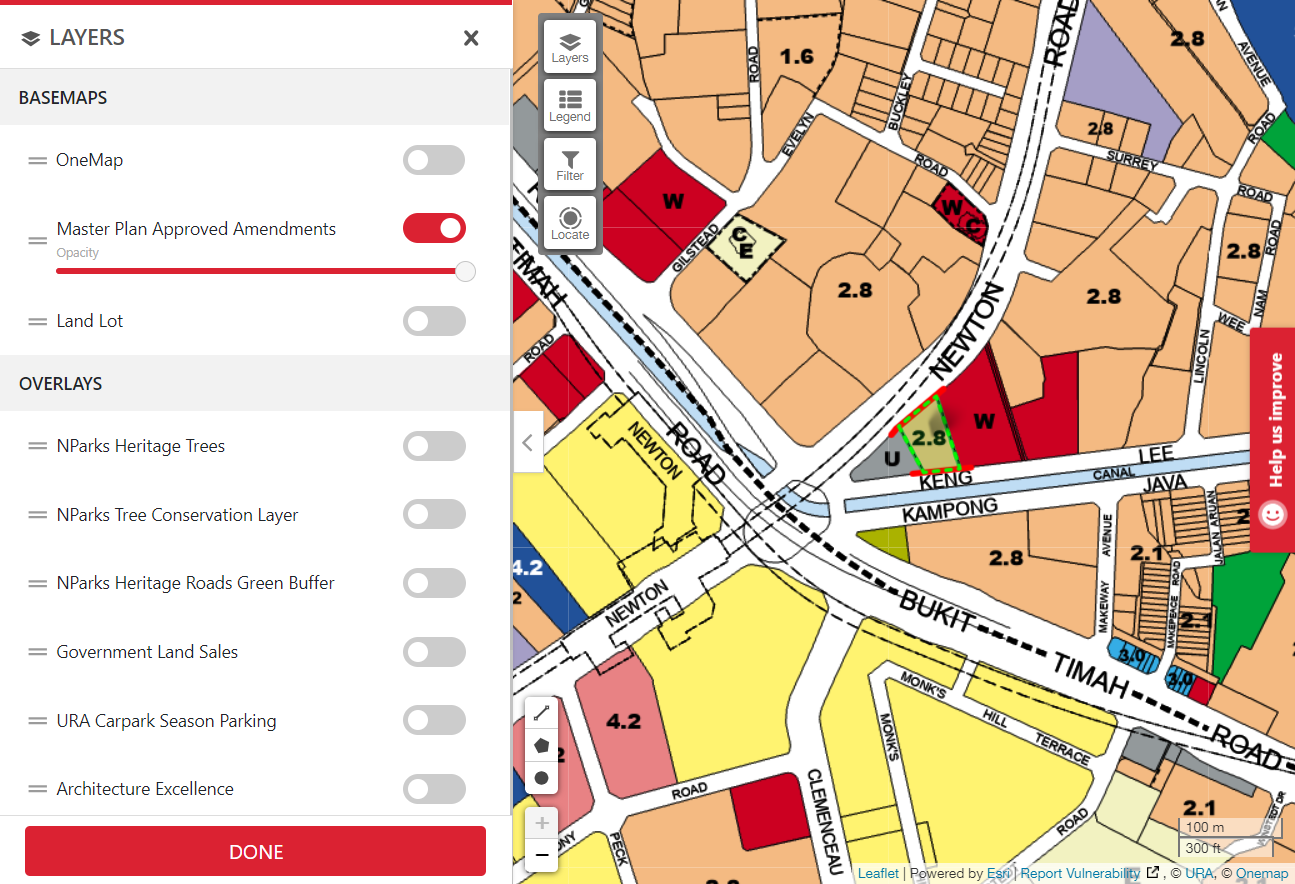 LAYERS
BASEMAPS
OneMap
Master Plan Approved Amendments
Opacity
Land Lot
OVERLAYS
NParks Heritage Trees
NParks Tree Conservation Layer
NParks Heritage Roads Green Buffer
Government Land Sales
URA Carpark Season Parking
Architecture Excellence
DONE
Layers
Legend
Filter
Locate
ROAD
1.6
EVELYN
ROAD
BUCKLEY
ROAD
2.8
AVENUE
ROAD
2.8
SURREY
ROAD
ROAD
W
GILSTEAD
C
E
W
C
2.8
TIMAH
2.8
2.8
NAM
WEE
LINCOLN
NEWTON
ROAD
NEWTON
ROAD
W
2.8
U
KENG
LEE
CANAL
JAVA
KAMPONG
JALAN ARUAN
2.8
2.1
AVENUE
MAKEWAY
ROAD
MAKEPEACE
2.1
3.0
3.0
4.2
2
NEWTON
BUKIT
TIMAH
ROAD
MONK'S
HILL
TERRACE
MONK'S
4.2
2
ROAD
CLEMENCEAU
PECK
ROAD
2.1
Help us improve
+
−
100 m
300 ft
Leaflet | Powered by Esri | Report Vulnerability , © URA, © Onemap